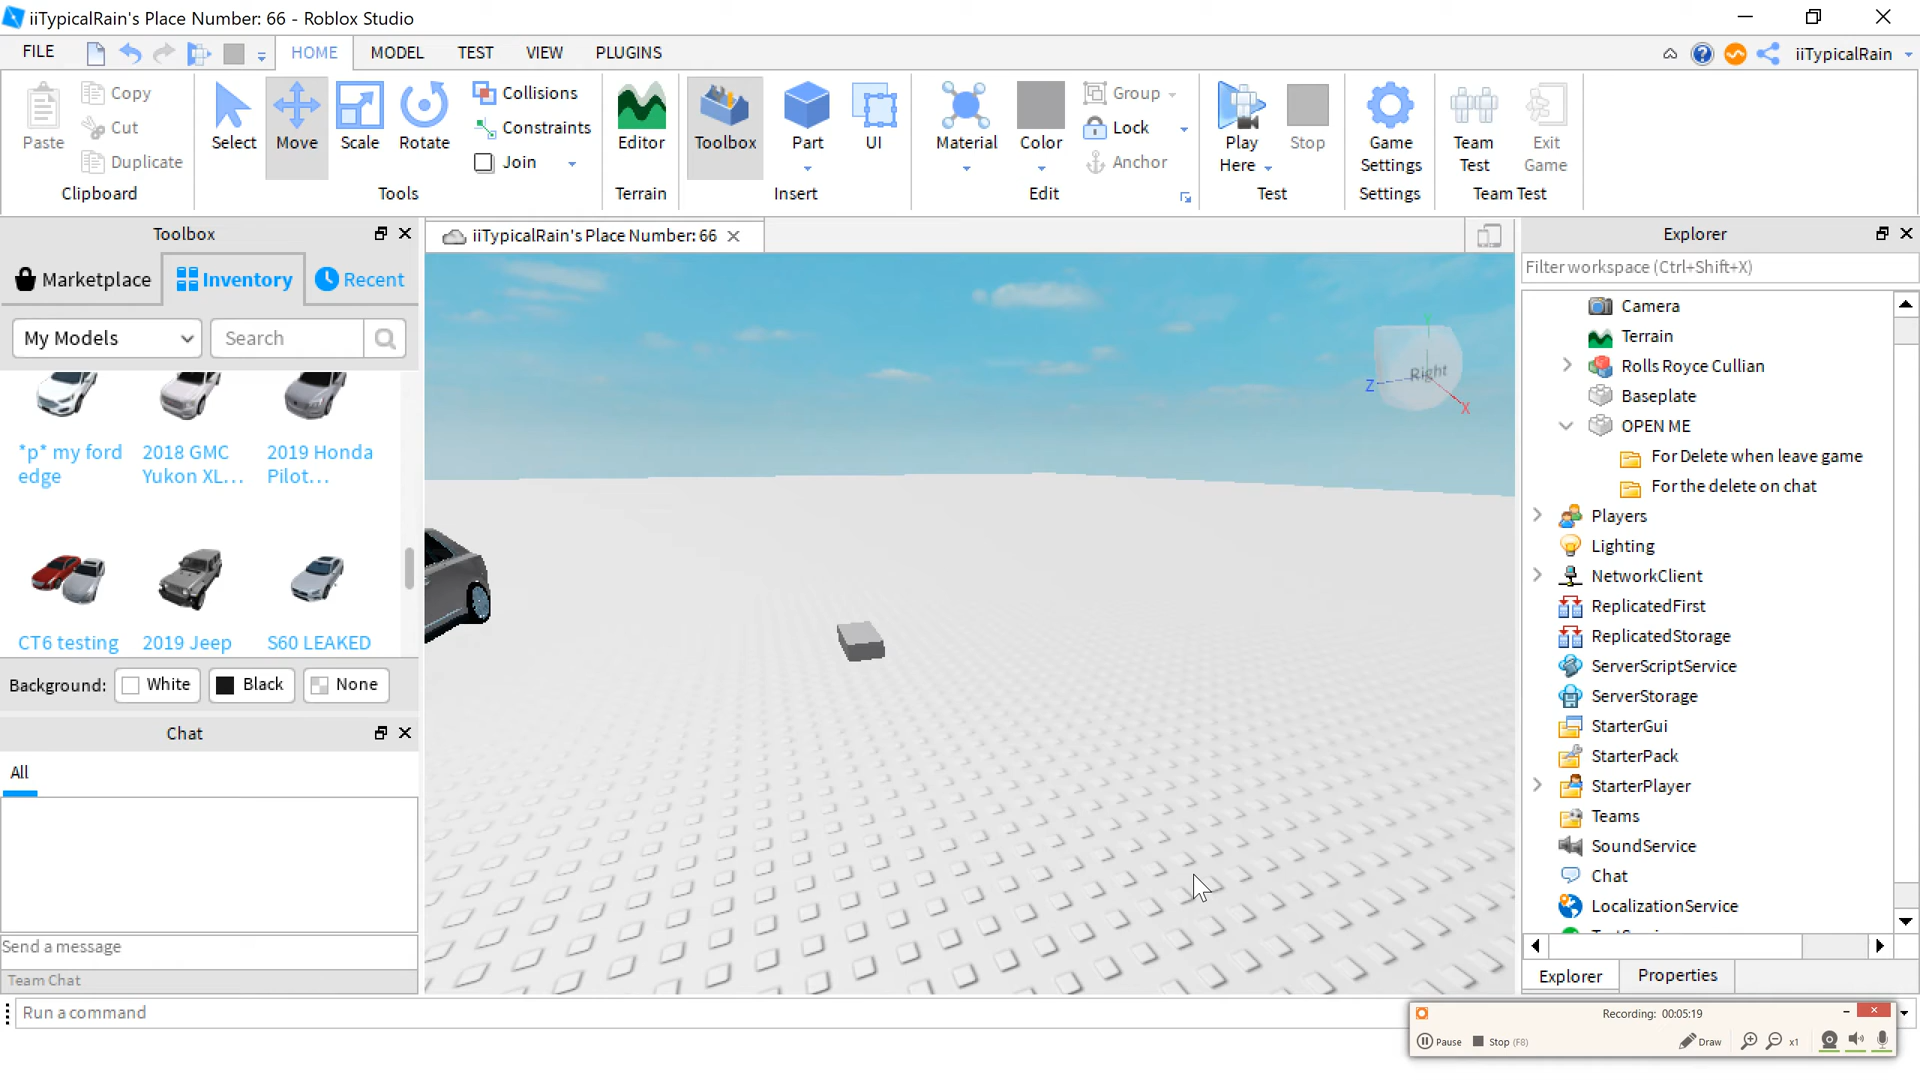 iiTypicalRain's Place Number: 66 - Roblox Studio
FILE HOME MODEL TEST VIEW PLUGINS iiTypicalRain
Paste Copy Cut Duplicate
Clipboard
Select Move Scale Rotate Collisions Constraints Join
Tools
Editor
Terrain
Toolbox Part UI
Insert
Material Color Group Lock Anchor
Edit
Play Here Stop
Test
Game Settings
Settings
Team Test Exit Game
Team Test
Toolbox
Marketplace Inventory Recent
My Models Search
*p* my ford edge
2018 GMC Yukon XL...
2019 Honda Pilot...
CT6 testing
2019 Jeep
S60 LEAKED
Background: White Black None
Chat
All
Send a message
Team Chat
Run a command
iiTypicalRain's Place Number: 66
Right
Y
Z
X
Explorer
Filter workspace (Ctrl+Shift+X)
Camera
Terrain
Rolls Royce Cullian
Baseplate
OPEN ME
For Delete when leave game
For the delete on chat
Players
Lighting
NetworkClient
ReplicatedFirst
ReplicatedStorage
ServerScriptService
ServerStorage
StarterGui
StarterPack
StarterPlayer
Teams
SoundService
Chat
LocalizationService
Explorer Properties
Recording: 00:05:19
Pause Stop (F8) Draw x1